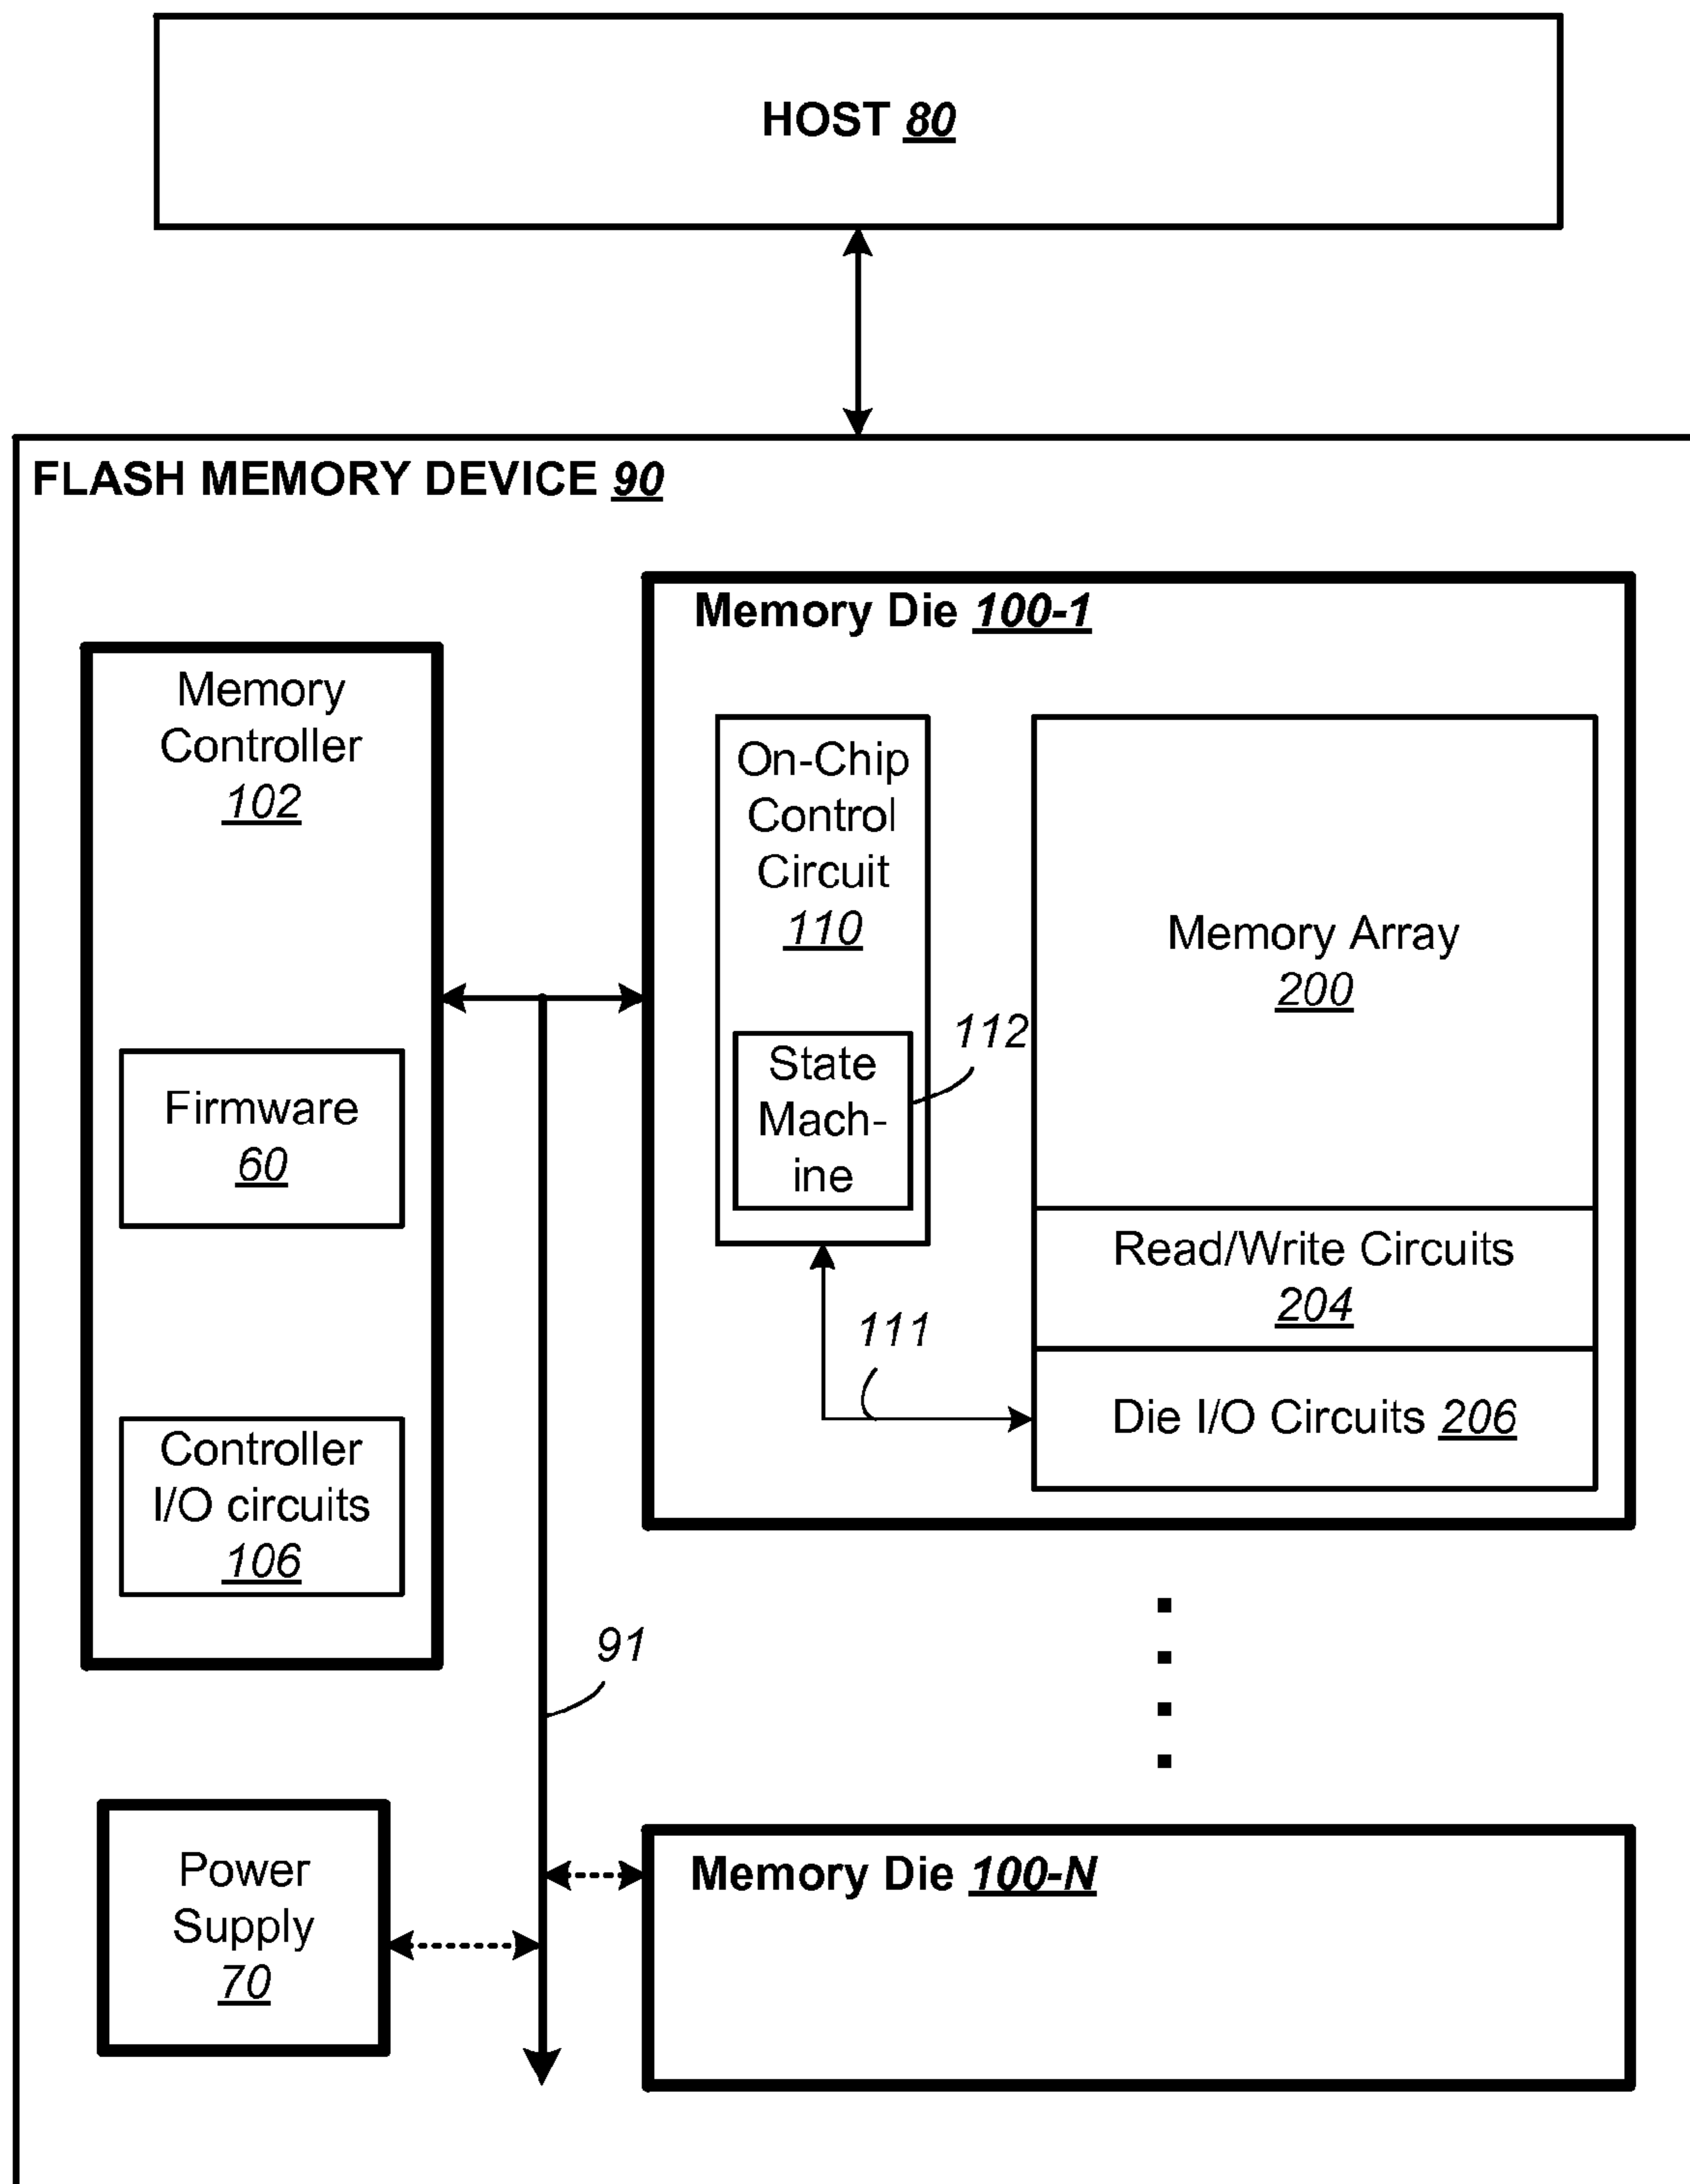 HOST 80
FLASH MEMORY DEVICE 90
Memory
Controller
102
Firmware
60
Controller
I/O circuits
106
Power
Supply
70
91
Memory Die 100-1
On-Chip
Control
Circuit
110
State
Mach-
ine
112
111
Memory Array
200
Read/Write Circuits
204
Die I/O Circuits 206
Memory Die 100-N